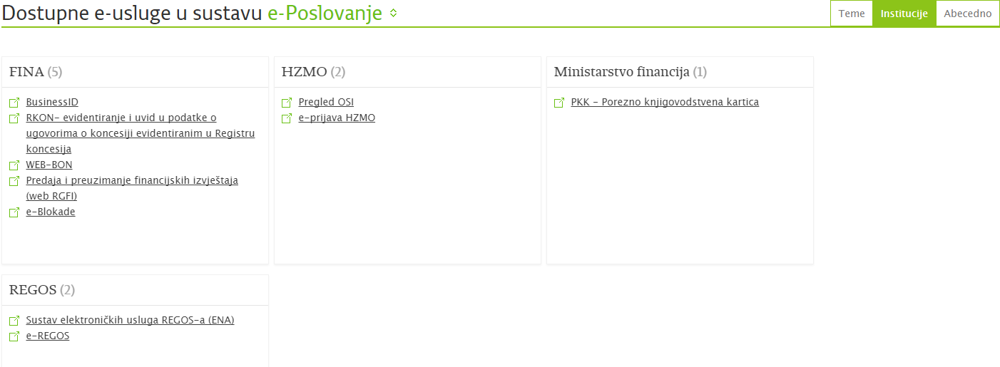 Dostupne e-usluge u sustavu e-Poslovanje
Teme
Institucije
Abecedno
FINA (5)
BusinessID
RKON- evidentiranje i uvid u podatke o
ugovorima o koncesiji evidentiranim u Registru
koncesija
WEB-BON
Predaja i preuzimanje financijskih izvještaja
(web RGFI)
e-Blokade
HZMO (2)
Pregled OSI
e-prijava HZMO
Ministarstvo financija (1)
PKK - Porezno knjigovodstvena kartica
REGOS (2)
Sustav elektroničkih usluga REGOS-a (ENA)
e-REGOS